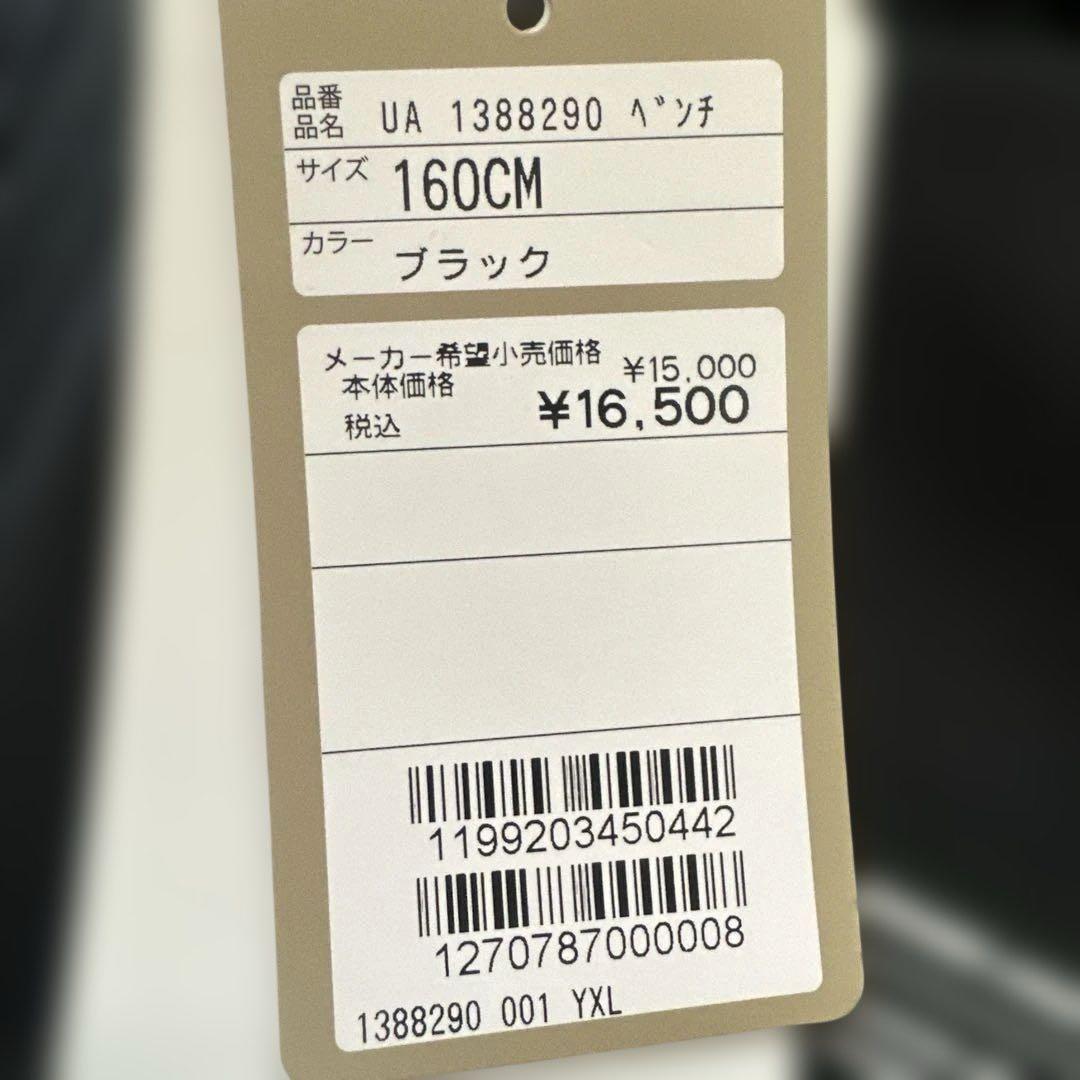 品番
品名 UA 1388290 ﾍﾞﾝﾁ
サイズ 160CM
カラー ブラック
メーカー希望小売価格
本体価格 ¥15,000
税込 ¥16,500
1199203450442
1270787000008
1388290 001 YXL